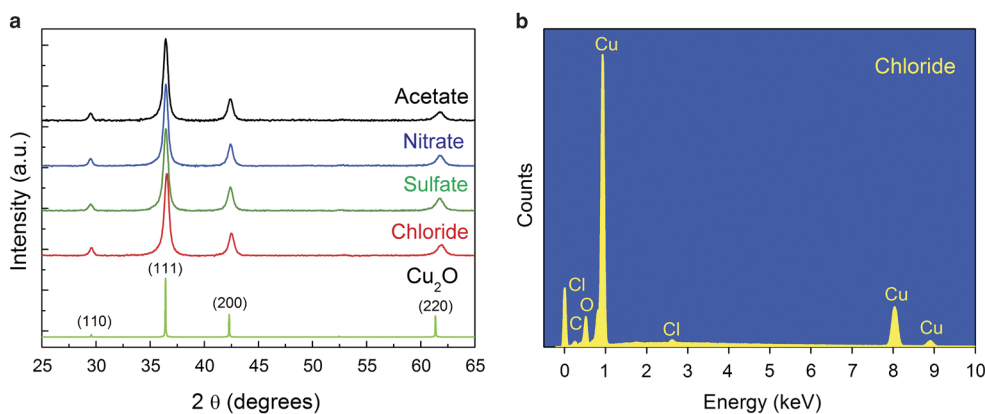 a
Intensity (a.u.)
Acetate
Nitrate
Sulfate
Chloride
Cu2O
(110)
(111)
(200)
(220)
25 30 35 40 45 50 55 60 65
2 θ (degrees)
b
Counts
Chloride
Cl
C
O
Cu
Cl
Cu
Cu
0 1 2 3 4 5 6 7 8 9 10
Energy (keV)